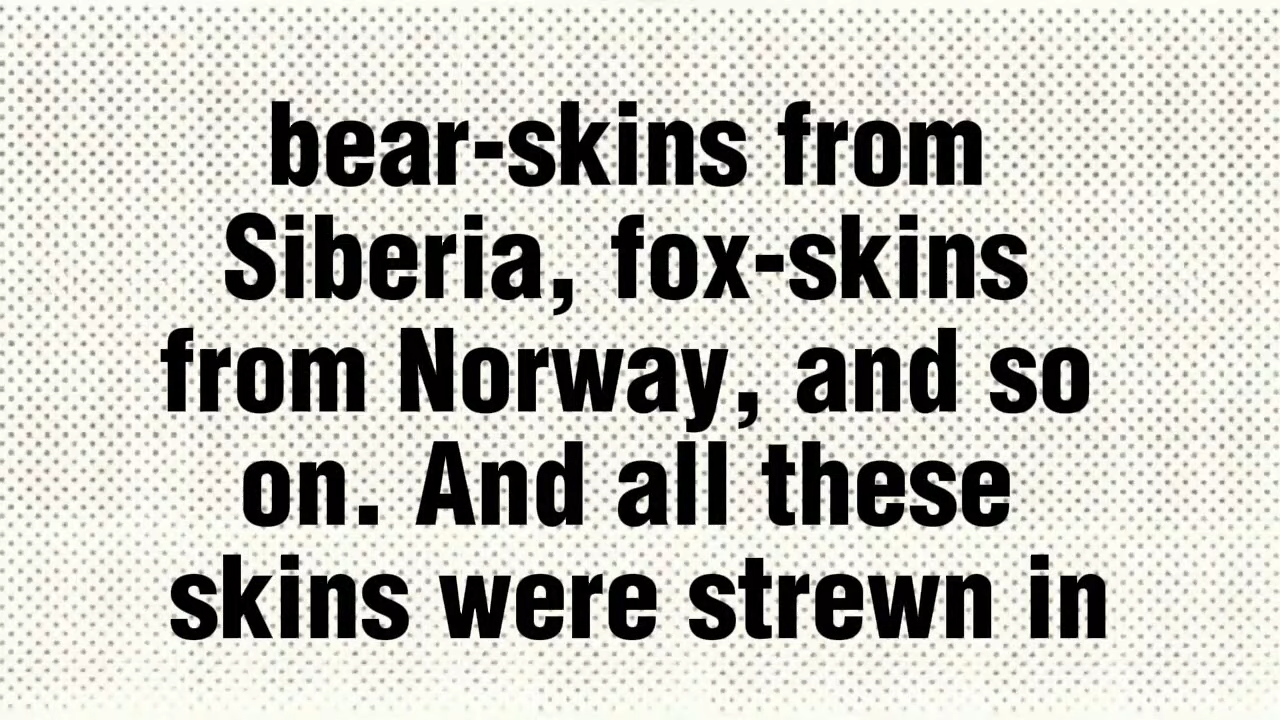 bear-skins from
Siberia, fox-skins
from Norway, and so
on. And all these
skins were strewn in